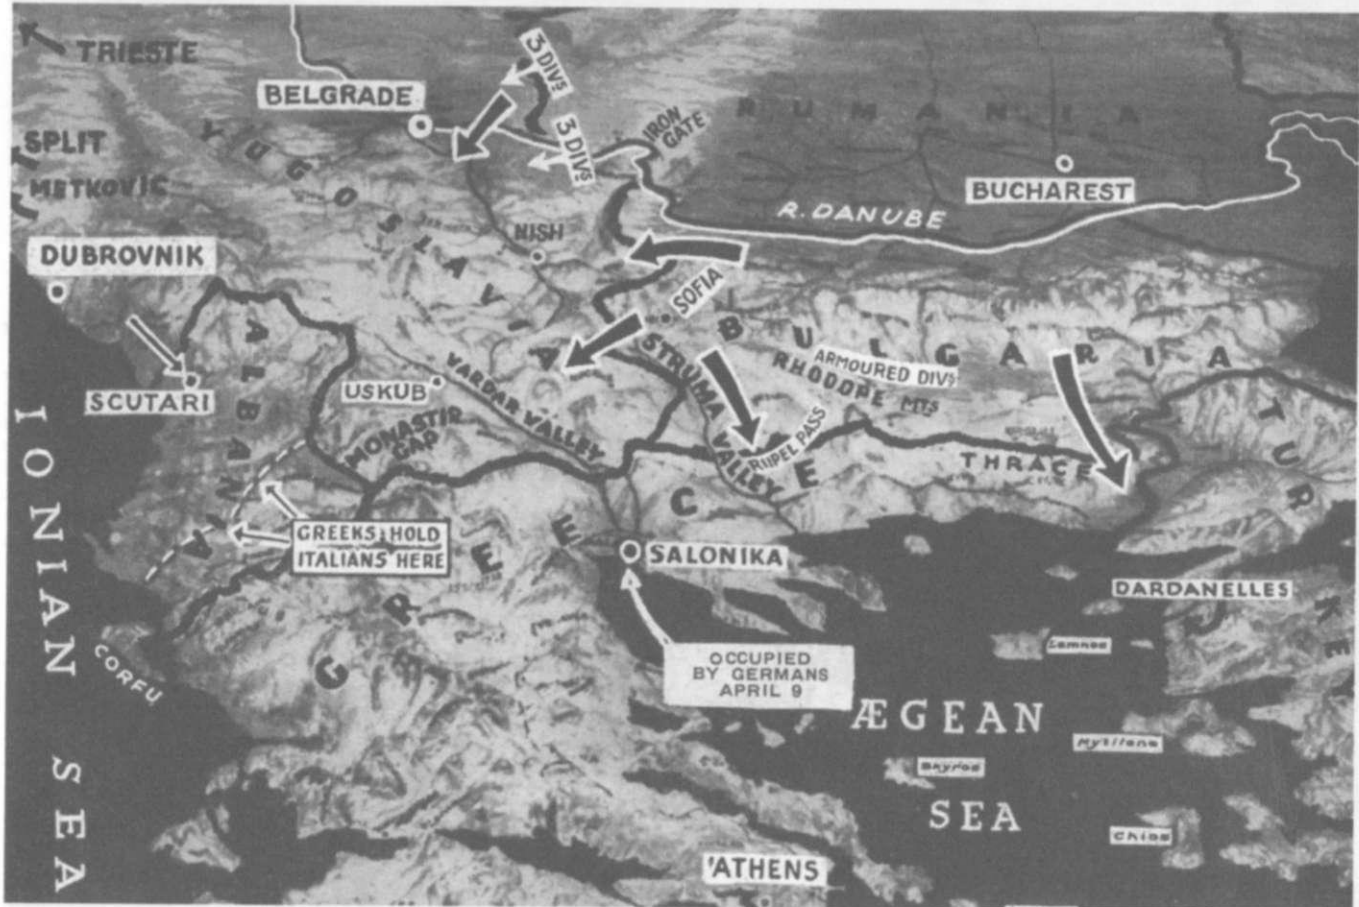 TRIESTE
3 DIVS
BELGRADE
RUMANIA
SPLIT
YUGOSLAVIA
3 DIVS
IRON
GATE
METKOVIC
BUCHAREST
R. DANUBE
DUBROVNIK
NISH
SOFIA
BULGARIA
ALBANIA
STRUMA
VALLEY
ARMOURED DIVS
RHODOPE MTS
SCUTARI
USKUB
VARDAR VALLEY
MONASTIR
GAP
RUPEL PASS
THRACE
TURKE
IONIAN SEA
GREECE
GREEKS HOLD
ITALIANS HERE
SALONIKA
DARDANELLES
CORFU
OCCUPIED
BY GERMANS
APRIL 9
Lemnos
ÆGEAN
SEA
Mytilene
Skyros
Chios
'ATHENS